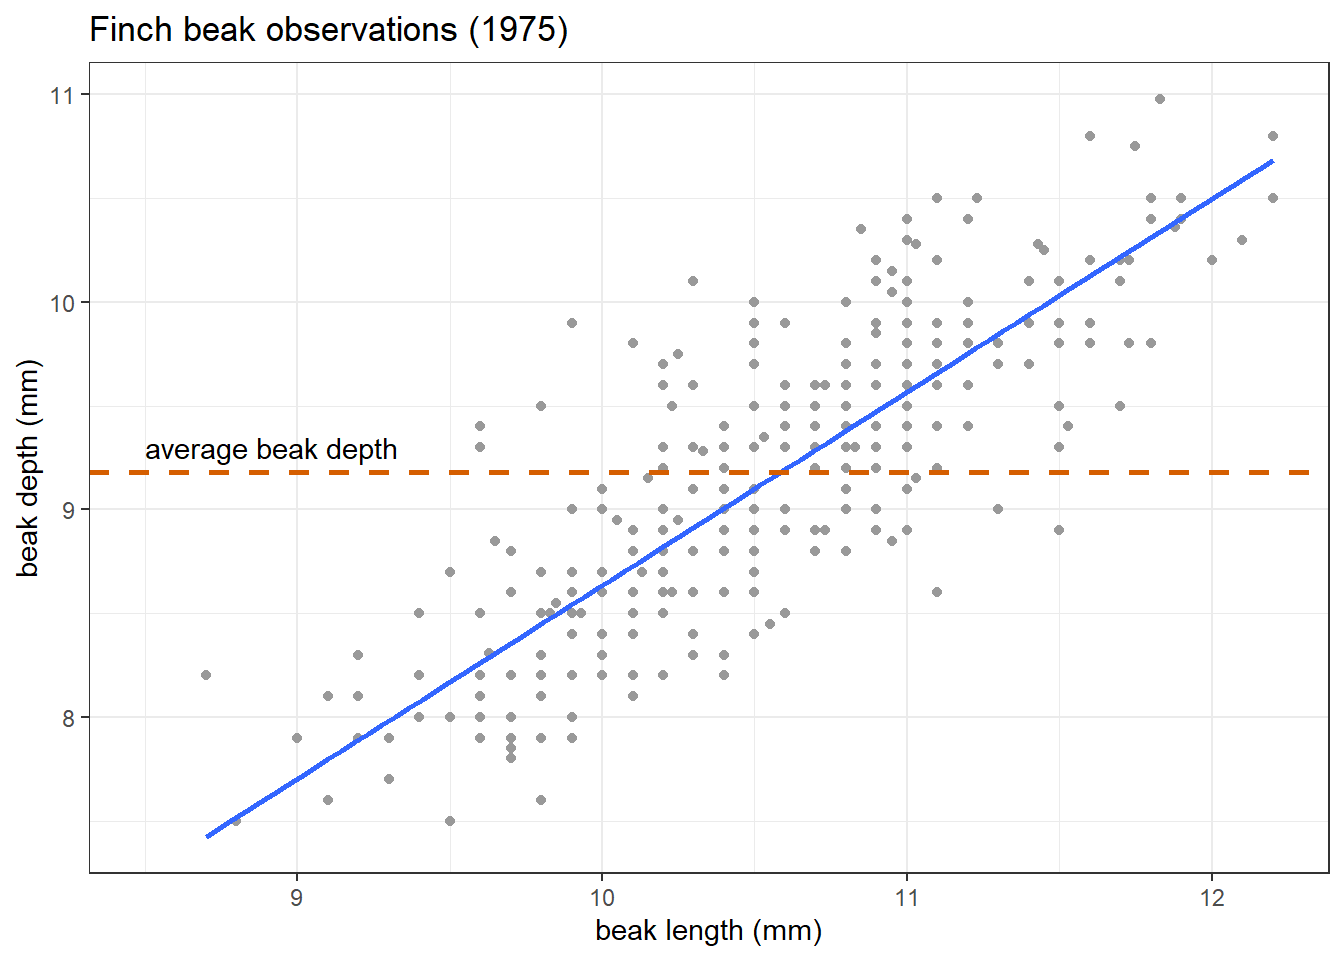 Finch beak observations (1975)
11
10
9
8
beak depth (mm)
average beak depth
9
10
11
12
beak length (mm)